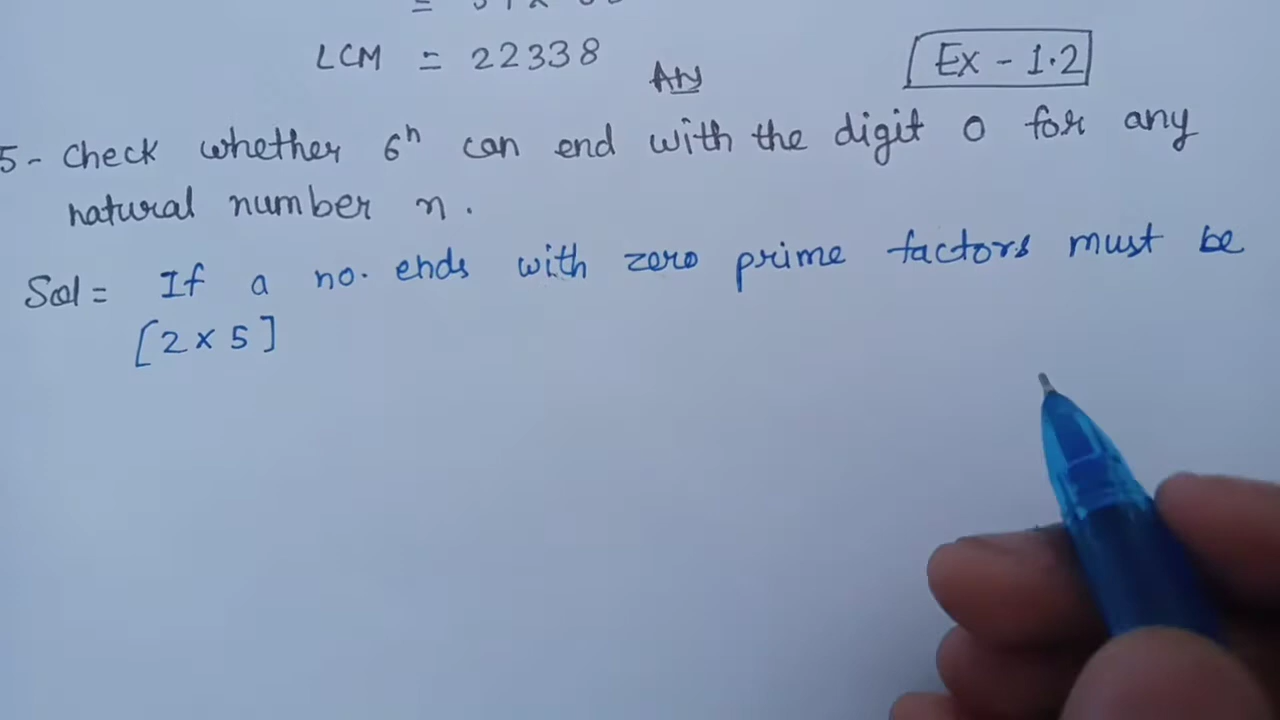 LCM = 22338 Ans
Ex - 1.2
5- Check whether 6ⁿ can end with the digit 0 for any
natural number n.
Sol = If a no. ends with zero prime factors must be
[2 × 5]